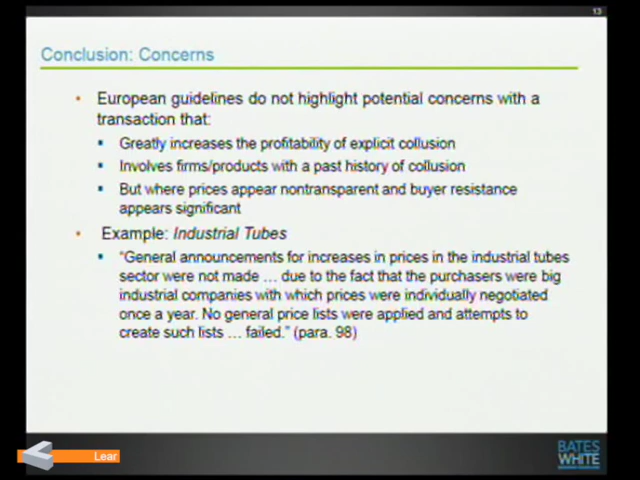 13
Conclusion: Concerns
• European guidelines do not highlight potential concerns with a
transaction that:
▪ Greatly increases the profitability of explicit collusion
▪ Involves firms/products with a past history of collusion
▪ But where prices appear nontransparent and buyer resistance
appears significant
• Example: Industrial Tubes
▪ “General announcements for increases in prices in the industrial tubes
sector were not made … due to the fact that the purchasers were big
industrial companies with which prices were individually negotiated
once a year. No general price lists were applied and attempts to
create such lists … failed.” (para. 98)
Lear
BATES
WHITE